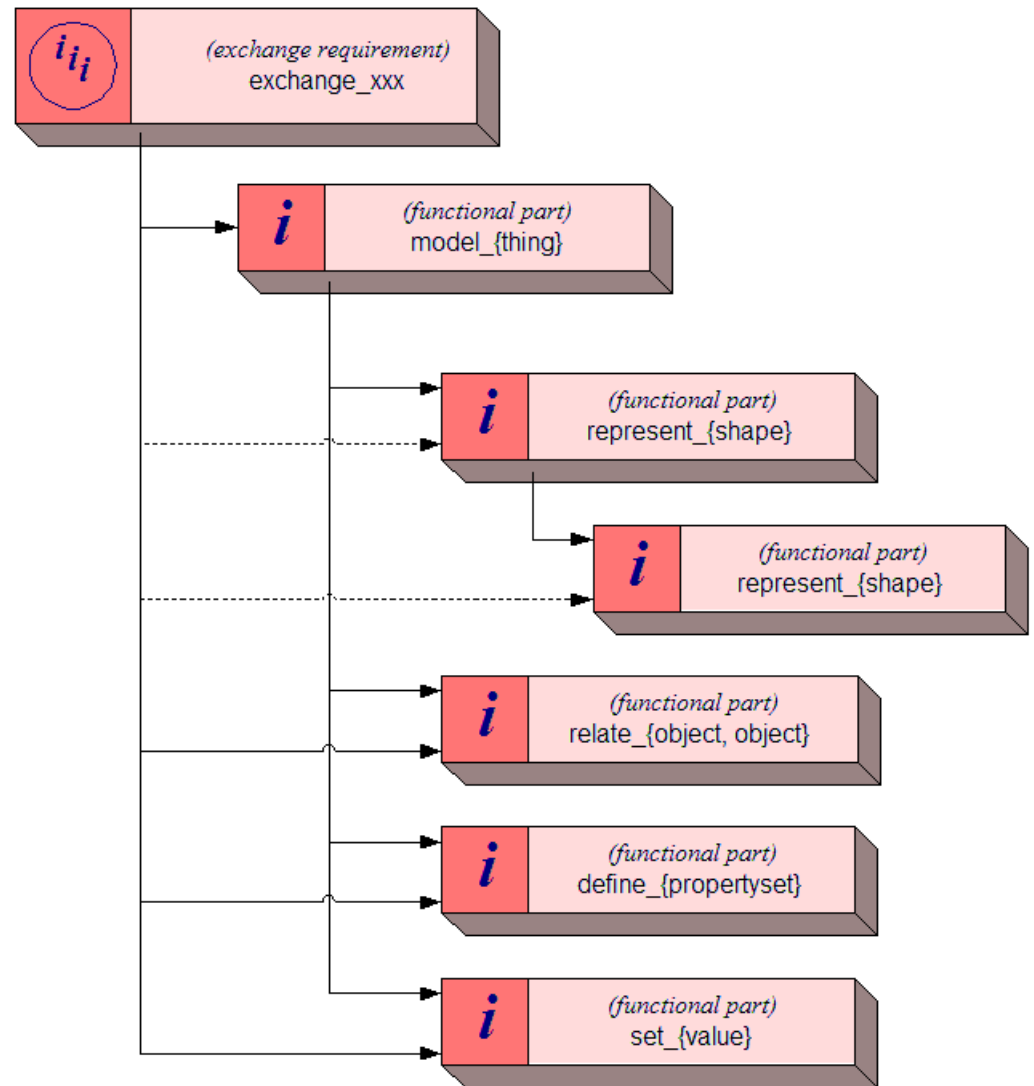 iii
(exchange requirement)
exchange_xxx
i
(functional part)
model_{thing}
i
(functional part)
represent_{shape}
i
(functional part)
represent_{shape}
i
(functional part)
relate_{object, object}
i
(functional part)
define_{propertyset}
i
(functional part)
set_{value}